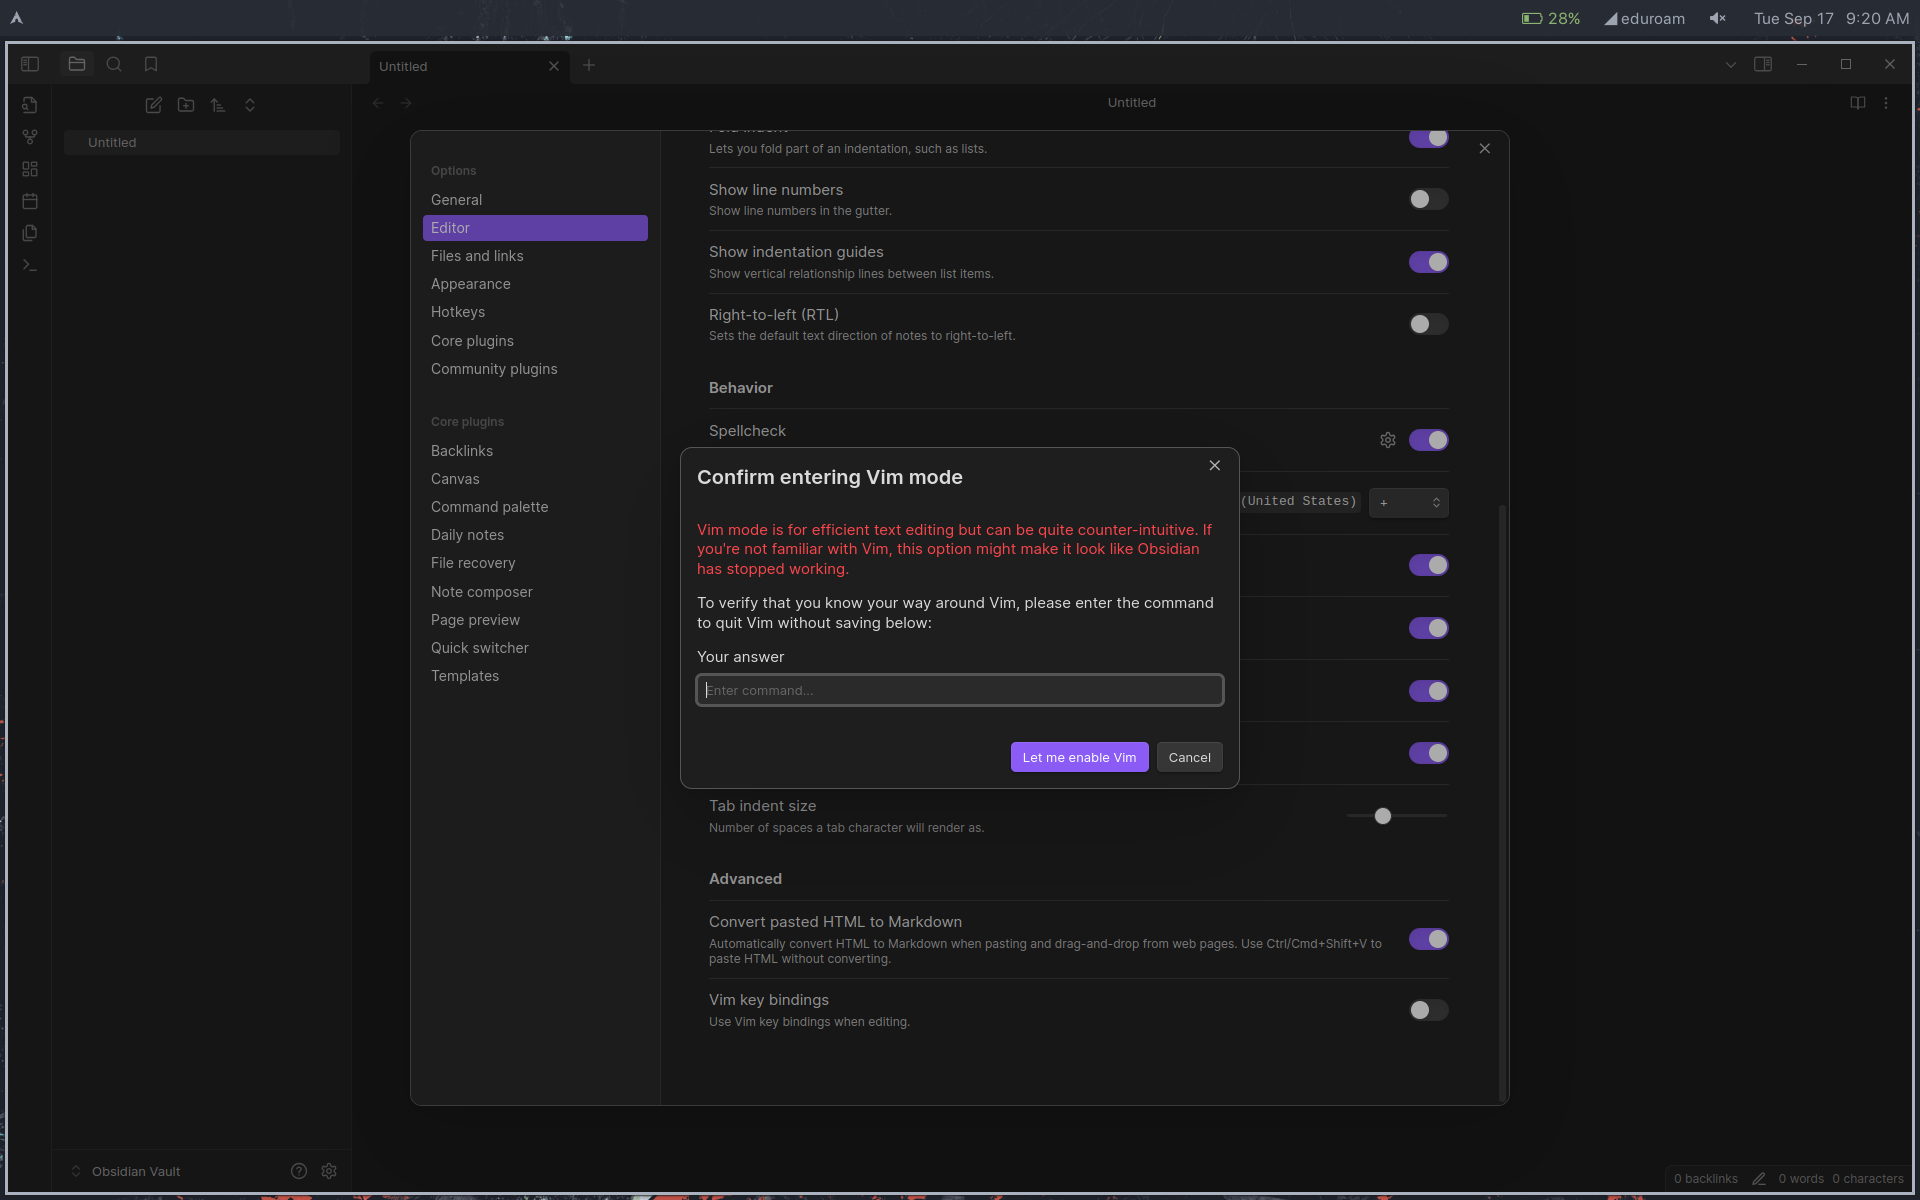 28% eduroam Tue Sep 17 9:20 AM
Untitled
Untitled
Untitled
Options
General
Editor
Files and links
Appearance
Hotkeys
Core plugins
Community plugins
Core plugins
Backlinks
Canvas
Command palette
Daily notes
File recovery
Note composer
Page preview
Quick switcher
Templates
Fold indent
Lets you fold part of an indentation, such as lists.
Show line numbers
Show line numbers in the gutter.
Show indentation guides
Show vertical relationship lines between list items.
Right-to-left (RTL)
Sets the default text direction of notes to right-to-left.
Behavior
Spellcheck
(United States) +
Confirm entering Vim mode
Vim mode is for efficient text editing but can be quite counter-intuitive. If
you're not familiar with Vim, this option might make it look like Obsidian
has stopped working.
To verify that you know your way around Vim, please enter the command
to quit Vim without saving below:
Your answer
Enter command...
Let me enable Vim Cancel
Tab indent size
Number of spaces a tab character will render as.
Advanced
Convert pasted HTML to Markdown
Automatically convert HTML to Markdown when pasting and drag-and-drop from web pages. Use Ctrl/Cmd+Shift+V to
paste HTML without converting.
Vim key bindings
Use Vim key bindings when editing.
Obsidian Vault
0 backlinks 0 words 0 characters